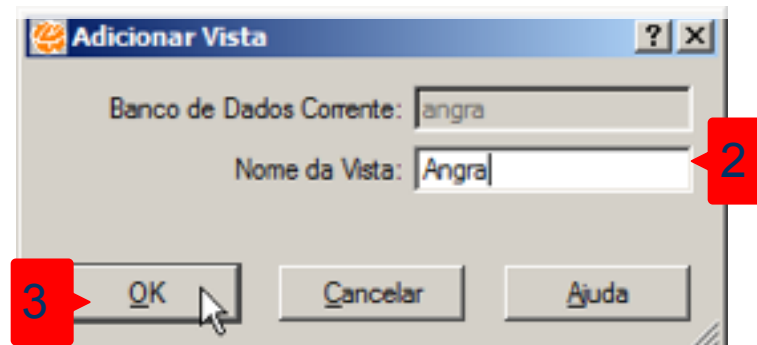 Adicionar Vista ? X
Banco de Dados Corrente: angra
Nome da Vista: Angra
2
3
OK Cancelar Ajuda